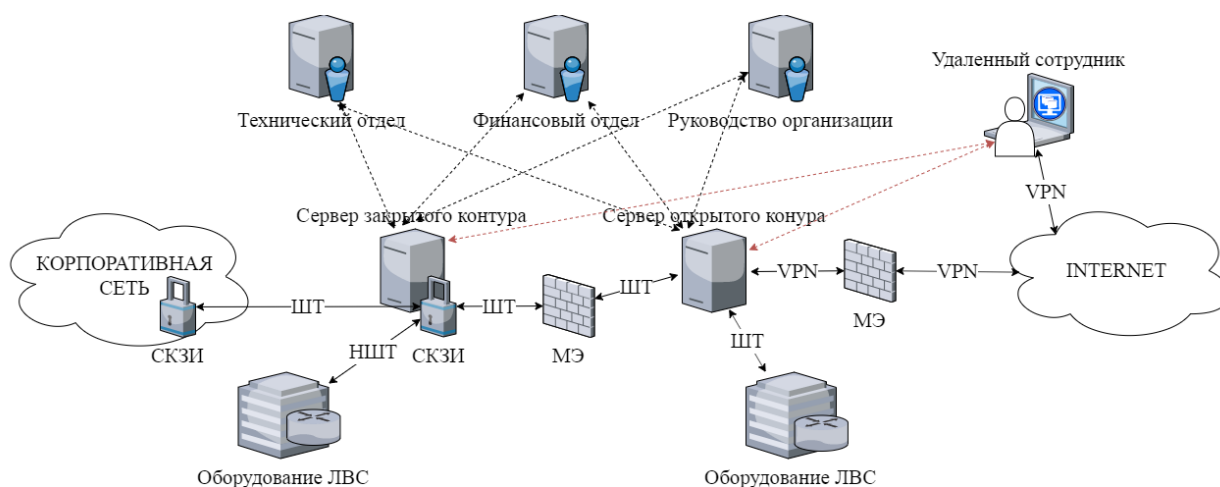 Удаленный сотрудник
Технический отдел
Финансовый отдел
Руководство организации
VPN
Сервер закрытого контура
Сервер открытого конура
КОРПОРАТИВНАЯ
СЕТЬ
INTERNET
ШТ
ШТ
ШТ
VPN
VPN
СКЗИ
НШТ
СКЗИ
МЭ
ШТ
МЭ
Оборудование ЛВС
Оборудование ЛВС